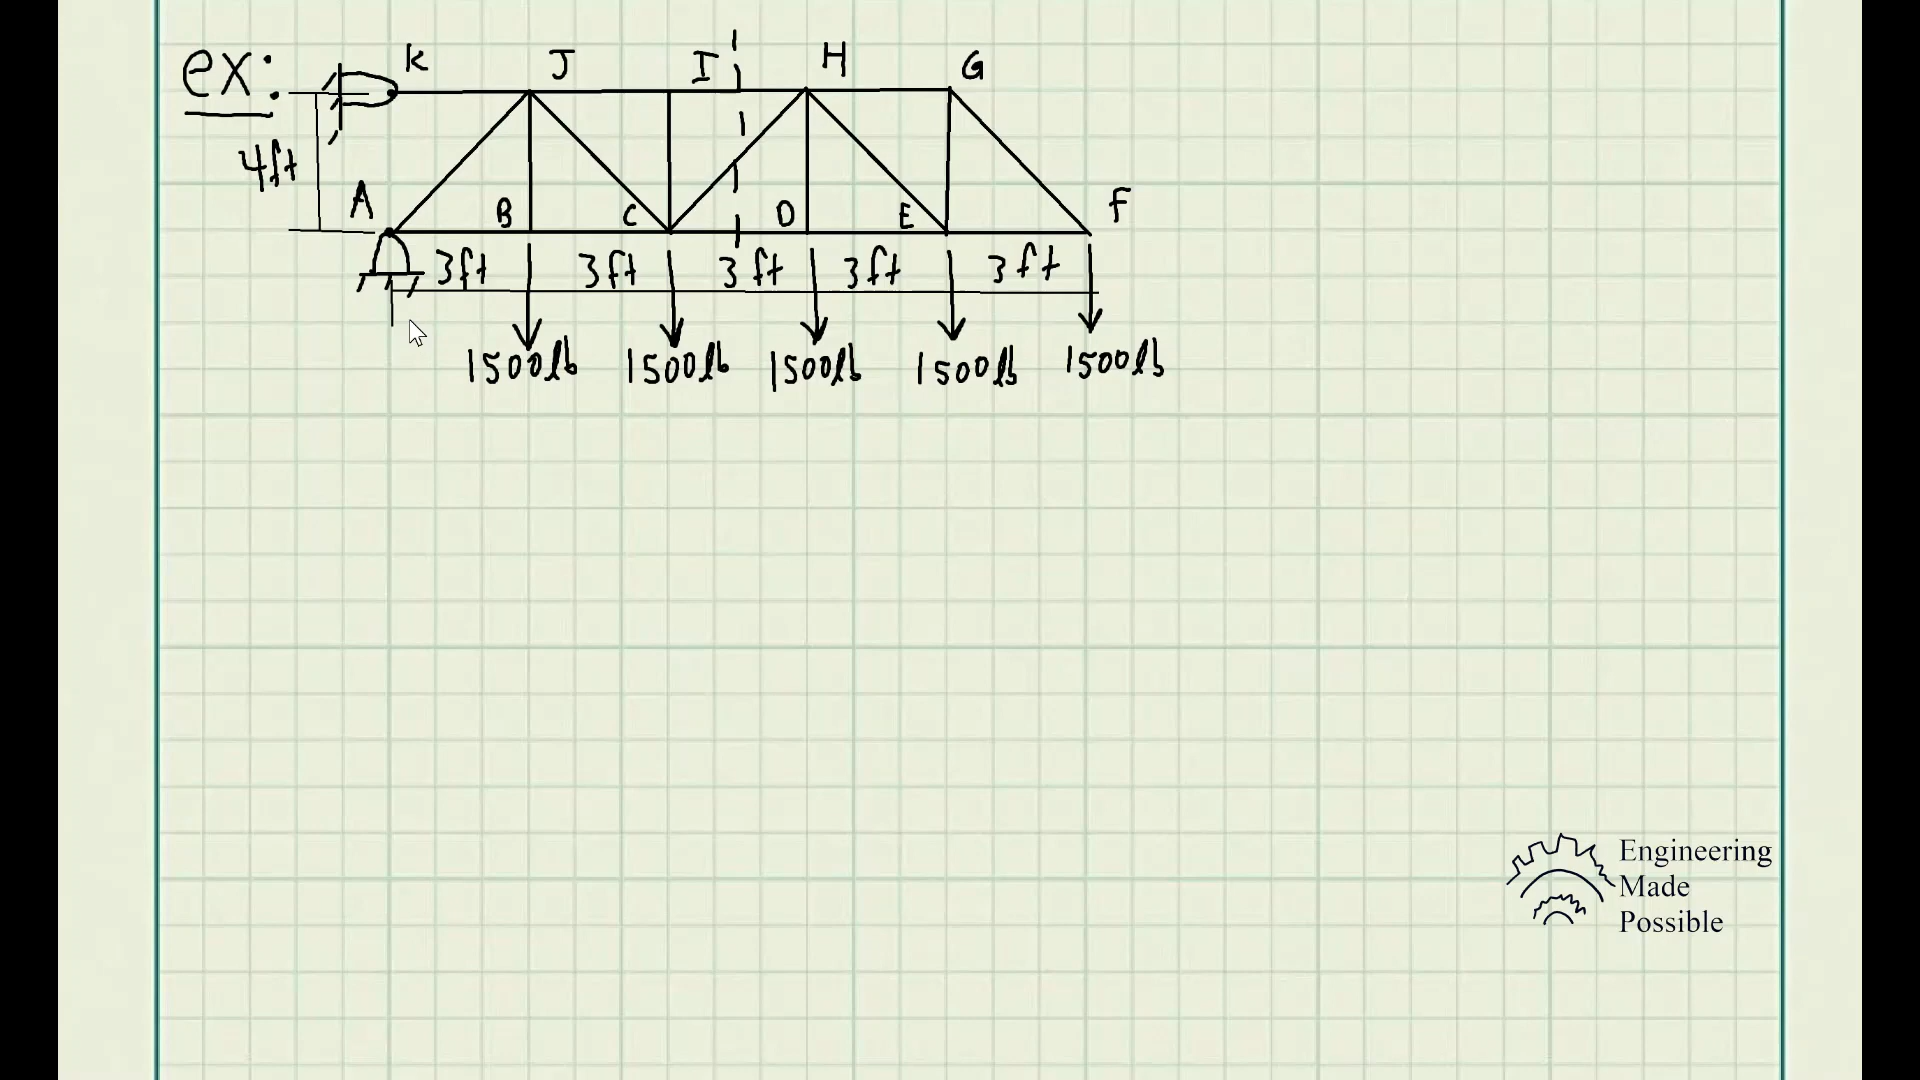 ex:
K J I H G
4ft
A B C D E F
3ft 3ft 3ft 3ft 3ft
1500lb 1500lb 1500lb 1500lb 1500lb
Engineering
Made
Possible